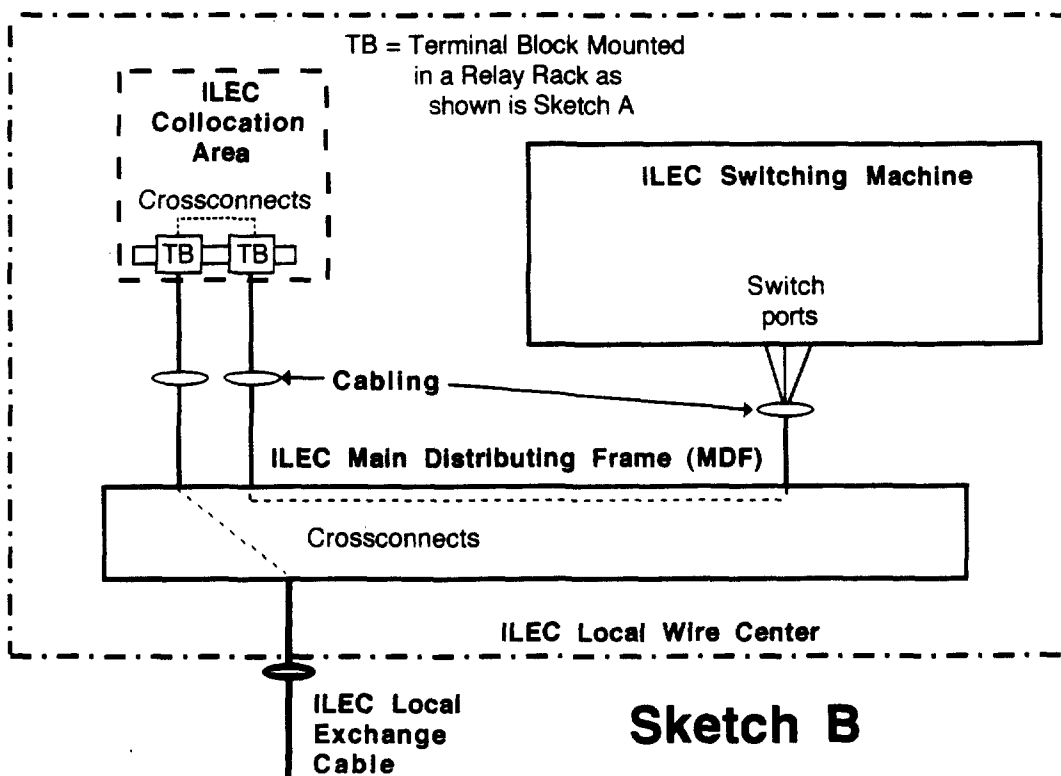 TB = Terminal Block Mounted
in a Relay Rack as
shown is Sketch A
ILEC
Collocation
Area
Crossconnects
TB TB
ILEC Switching Machine
Switch
ports
Cabling
ILEC Main Distributing Frame (MDF)
Crossconnects
ILEC Local Wire Center
ILEC Local
Exchange
Cable
Sketch B